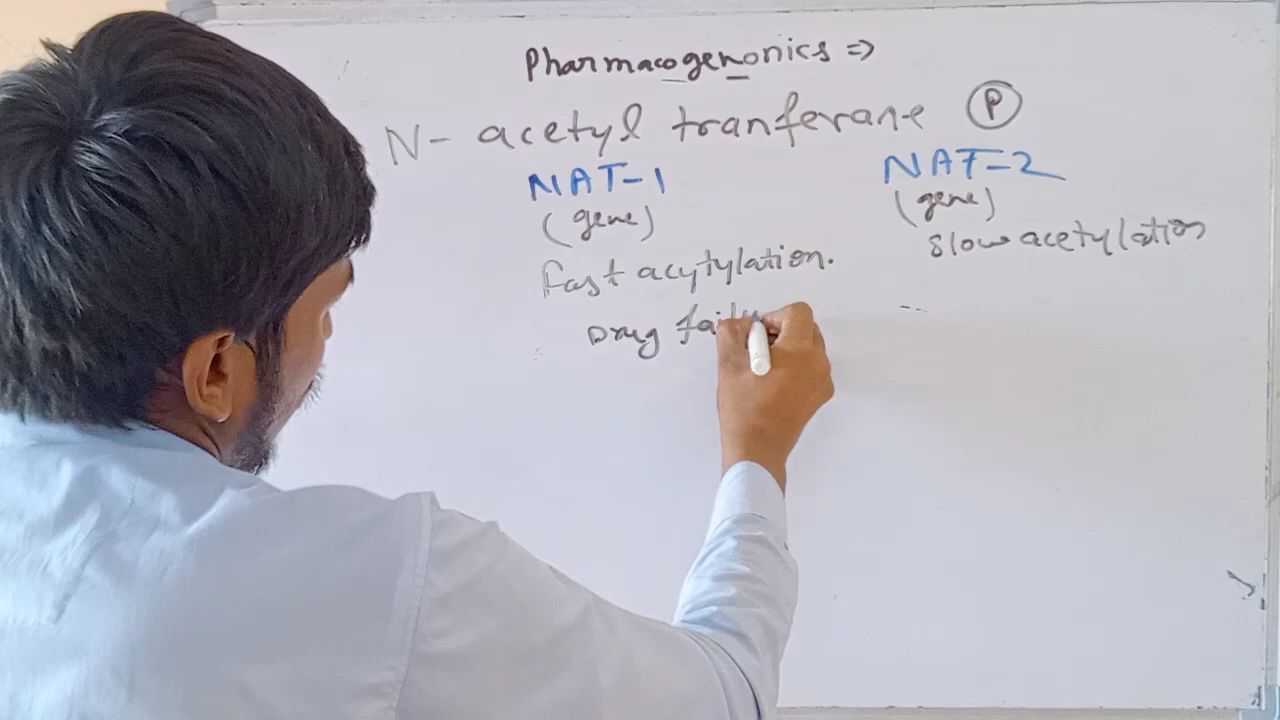 Pharmacogenonics =>
N- acetyl tranferane P
NAT-1
(gene)
Fast acytylation.
Drug
NAT-2
(gene)
Slow acetylation